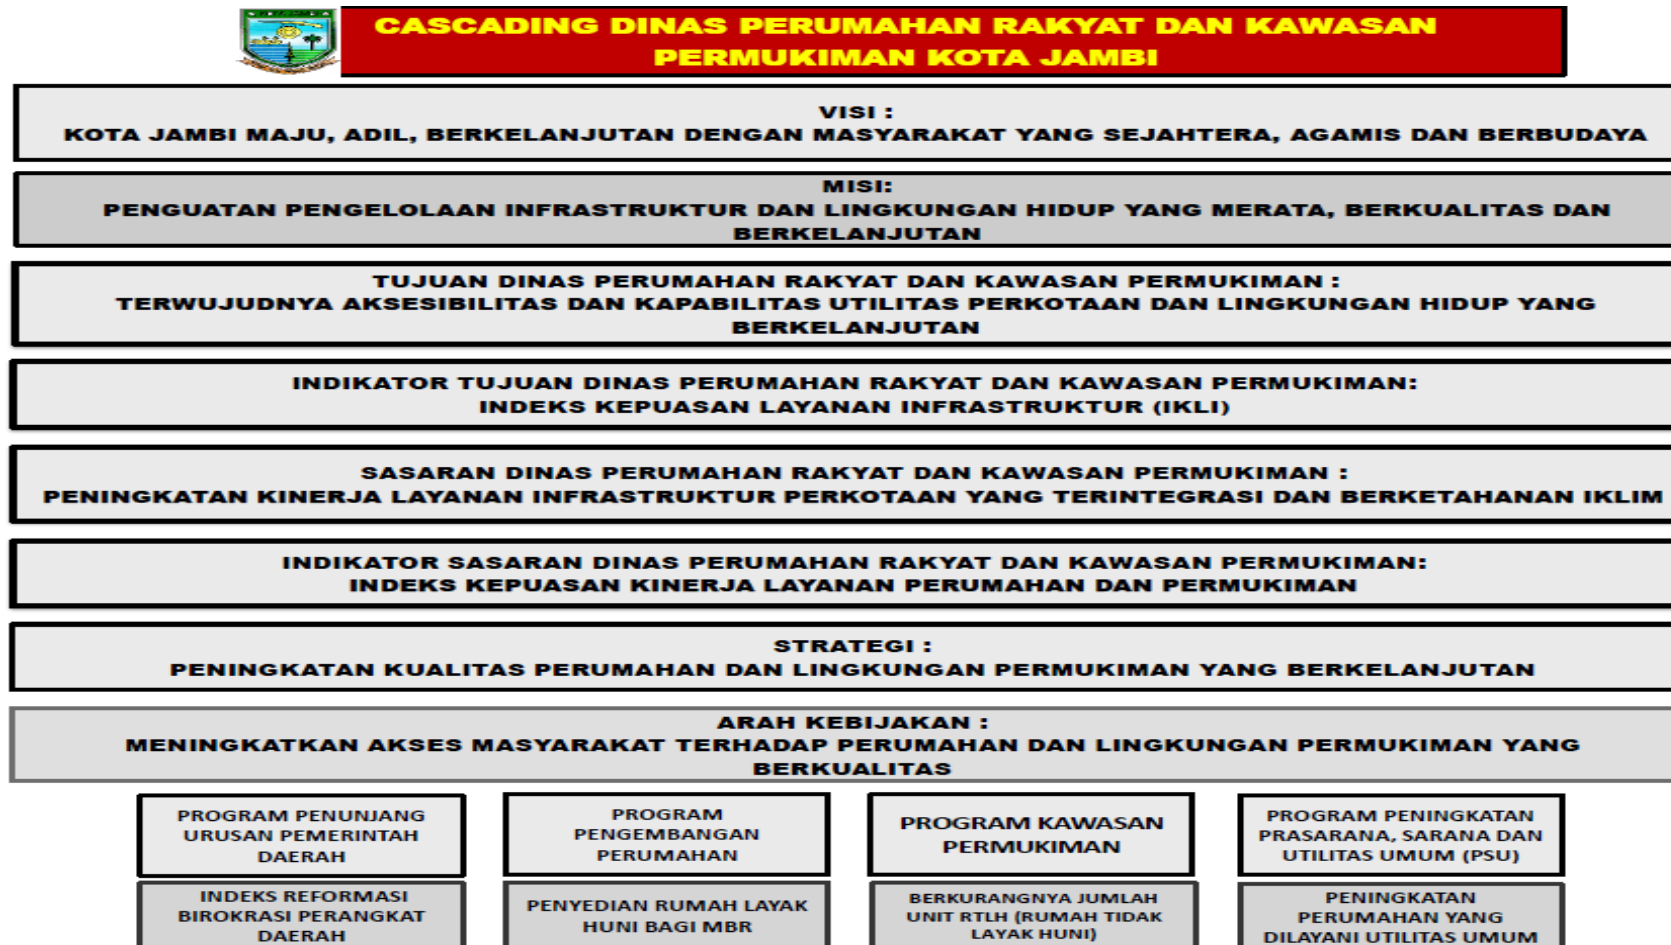 CASCADING DINAS PERUMAHAN RAKYAT DAN KAWASAN
PERMUKIMAN KOTA JAMBI
VISI :
KOTA JAMBI MAJU, ADIL, BERKELANJUTAN DENGAN MASYARAKAT YANG SEJAHTERA, AGAMIS DAN BERBUDAYA
MISI:
PENGUATAN PENGELOLAAN INFRASTRUKTUR DAN LINGKUNGAN HIDUP YANG MERATA, BERKUALITAS DAN
BERKELANJUTAN
TUJUAN DINAS PERUMAHAN RAKYAT DAN KAWASAN PERMUKIMAN :
TERWUJUDNYA AKSESIBILITAS DAN KAPABILITAS UTILITAS PERKOTAAN DAN LINGKUNGAN HIDUP YANG
BERKELANJUTAN
INDIKATOR TUJUAN DINAS PERUMAHAN RAKYAT DAN KAWASAN PERMUKIMAN:
INDEKS KEPUASAN LAYANAN INFRASTRUKTUR (IKLI)
SASARAN DINAS PERUMAHAN RAKYAT DAN KAWASAN PERMUKIMAN :
PENINGKATAN KINERJA LAYANAN INFRASTRUKTUR PERKOTAAN YANG TERINTEGRASI DAN BERKETAHANAN IKLIM
INDIKATOR SASARAN DINAS PERUMAHAN RAKYAT DAN KAWASAN PERMUKIMAN:
INDEKS KEPUASAN KINERJA LAYANAN PERUMAHAN DAN PERMUKIMAN
STRATEGI :
PENINGKATAN KUALITAS PERUMAHAN DAN LINGKUNGAN PERMUKIMAN YANG BERKELANJUTAN
ARAH KEBIJAKAN :
MENINGKATKAN AKSES MASYARAKAT TERHADAP PERUMAHAN DAN LINGKUNGAN PERMUKIMAN YANG
BERKUALITAS
PROGRAM PENUNJANG
URUSAN PEMERINTAH
DAERAH
INDEKS REFORMASI
BIROKRASI PERANGKAT
DAERAH
PROGRAM
PENGEMBANGAN
PERUMAHAN
PENYEDIAN RUMAH LAYAK
HUNI BAGI MBR
PROGRAM KAWASAN
PERMUKIMAN
BERKURANGNYA JUMLAH
UNIT RTLH (RUMAH TIDAK
LAYAK HUNI)
PROGRAM PENINGKATAN
PRASARANA, SARANA DAN
UTILITAS UMUM (PSU)
PENINGKATAN
PERUMAHAN YANG
DILAYANI UTILITAS UMUM